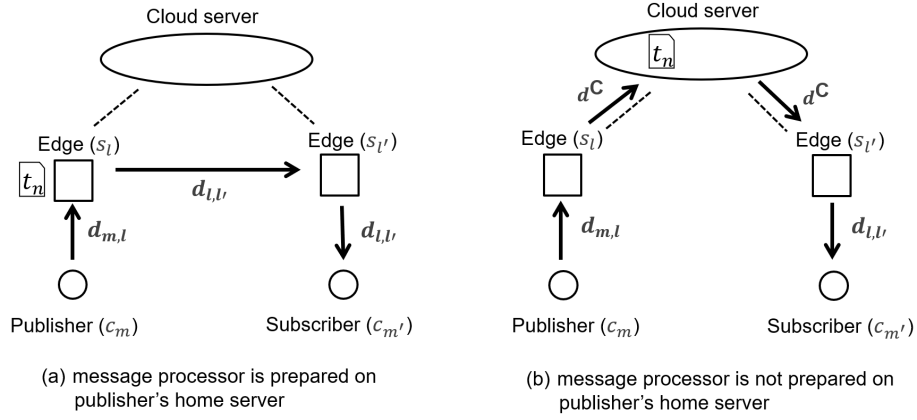 Cloud server
Edge (s_l)
Edge (s_l')
t_n
d_l,l'
d_m,l
d_l,l'
Publisher (c_m)
Subscriber (c_m')
(a) message processor is prepared on
publisher's home server
Cloud server
t_n
d^C
d^C
Edge (s_l)
Edge (s_l')
d_m,l
d_l,l'
Publisher (c_m)
Subscriber (c_m')
(b) message processor is not prepared on
publisher's home server